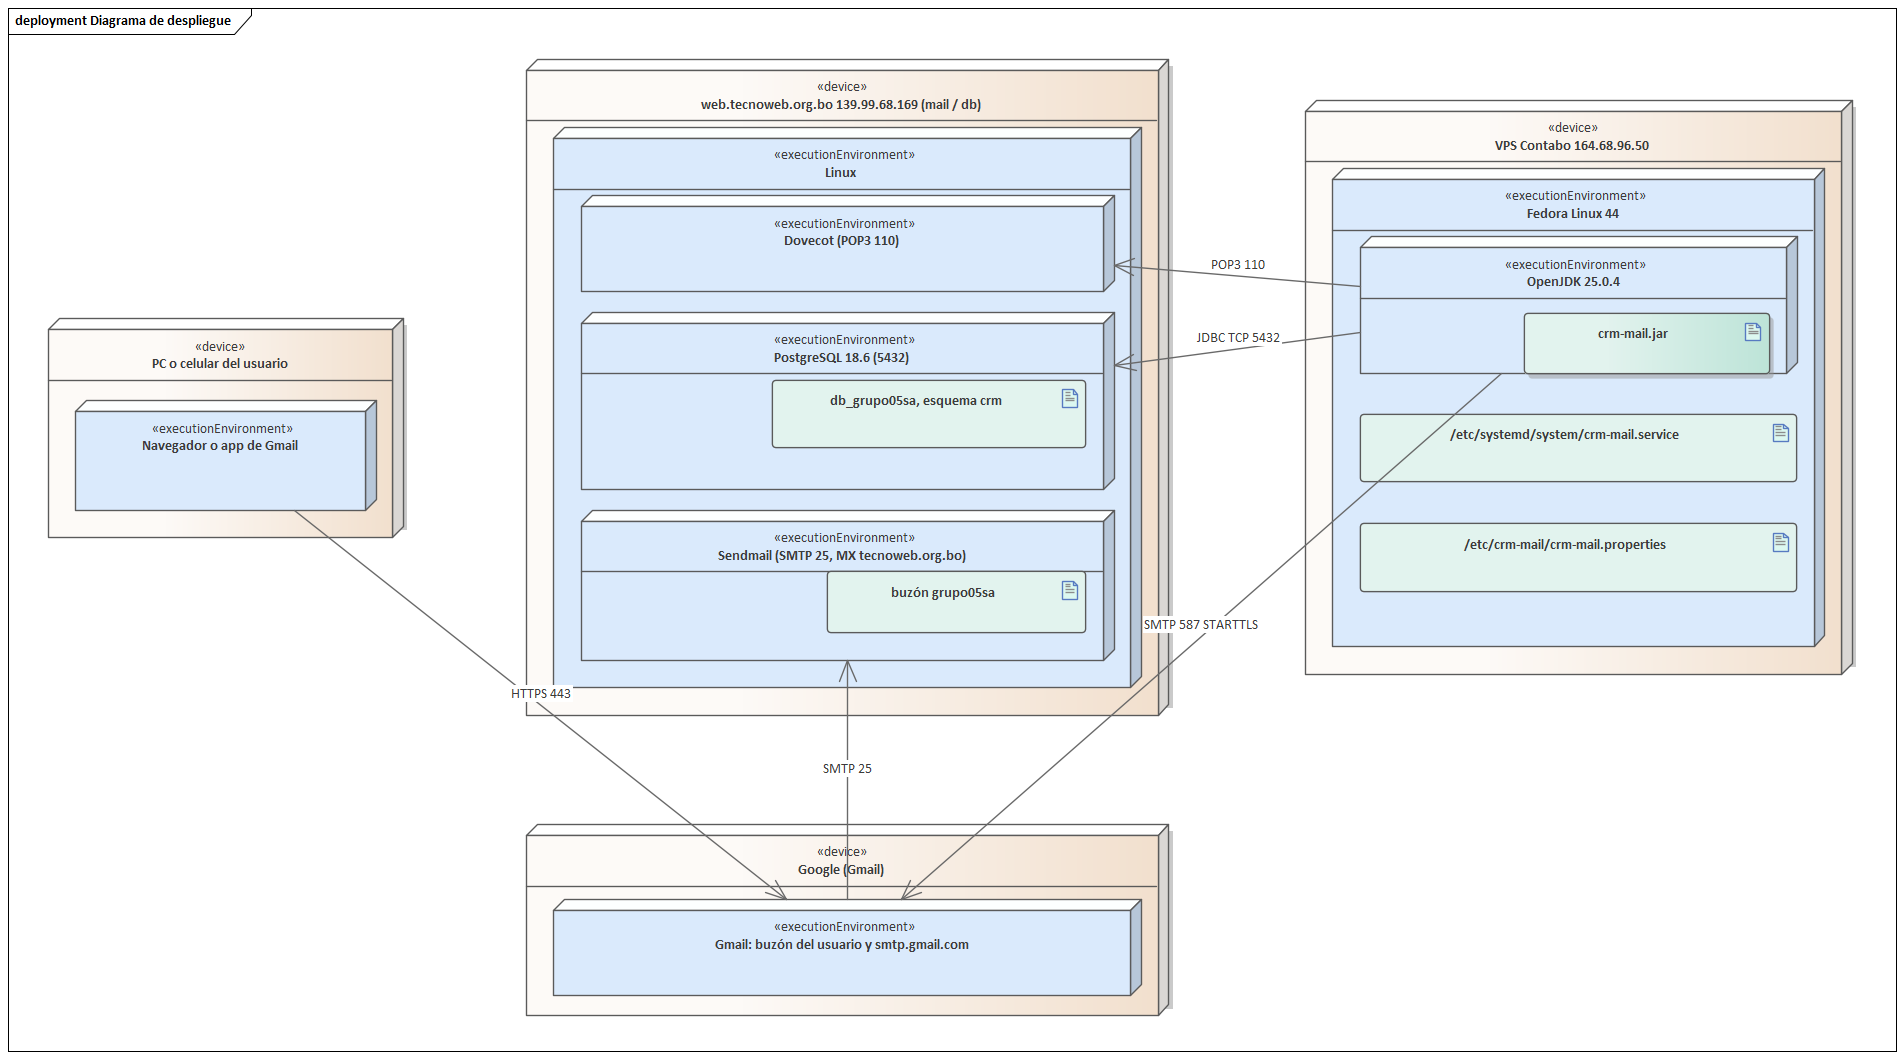 deployment Diagrama de despliegue
«device»
web.tecnoweb.org.bo 139.99.68.169 (mail / db)
«executionEnvironment»
Linux
«executionEnvironment»
Dovecot (POP3 110)
«executionEnvironment»
PostgreSQL 18.6 (5432)
db_grupo05sa, esquema crm
«executionEnvironment»
Sendmail (SMTP 25, MX tecnoweb.org.bo)
buzón grupo05sa
«device»
VPS Contabo 164.68.96.50
«executionEnvironment»
Fedora Linux 44
«executionEnvironment»
OpenJDK 25.0.4
crm-mail.jar
/etc/systemd/system/crm-mail.service
/etc/crm-mail/crm-mail.properties
POP3 110
JDBC TCP 5432
«device»
PC o celular del usuario
«executionEnvironment»
Navegador o app de Gmail
SMTP 587 STARTTLS
HTTPS 443
SMTP 25
«device»
Google (Gmail)
«executionEnvironment»
Gmail: buzón del usuario y smtp.gmail.com